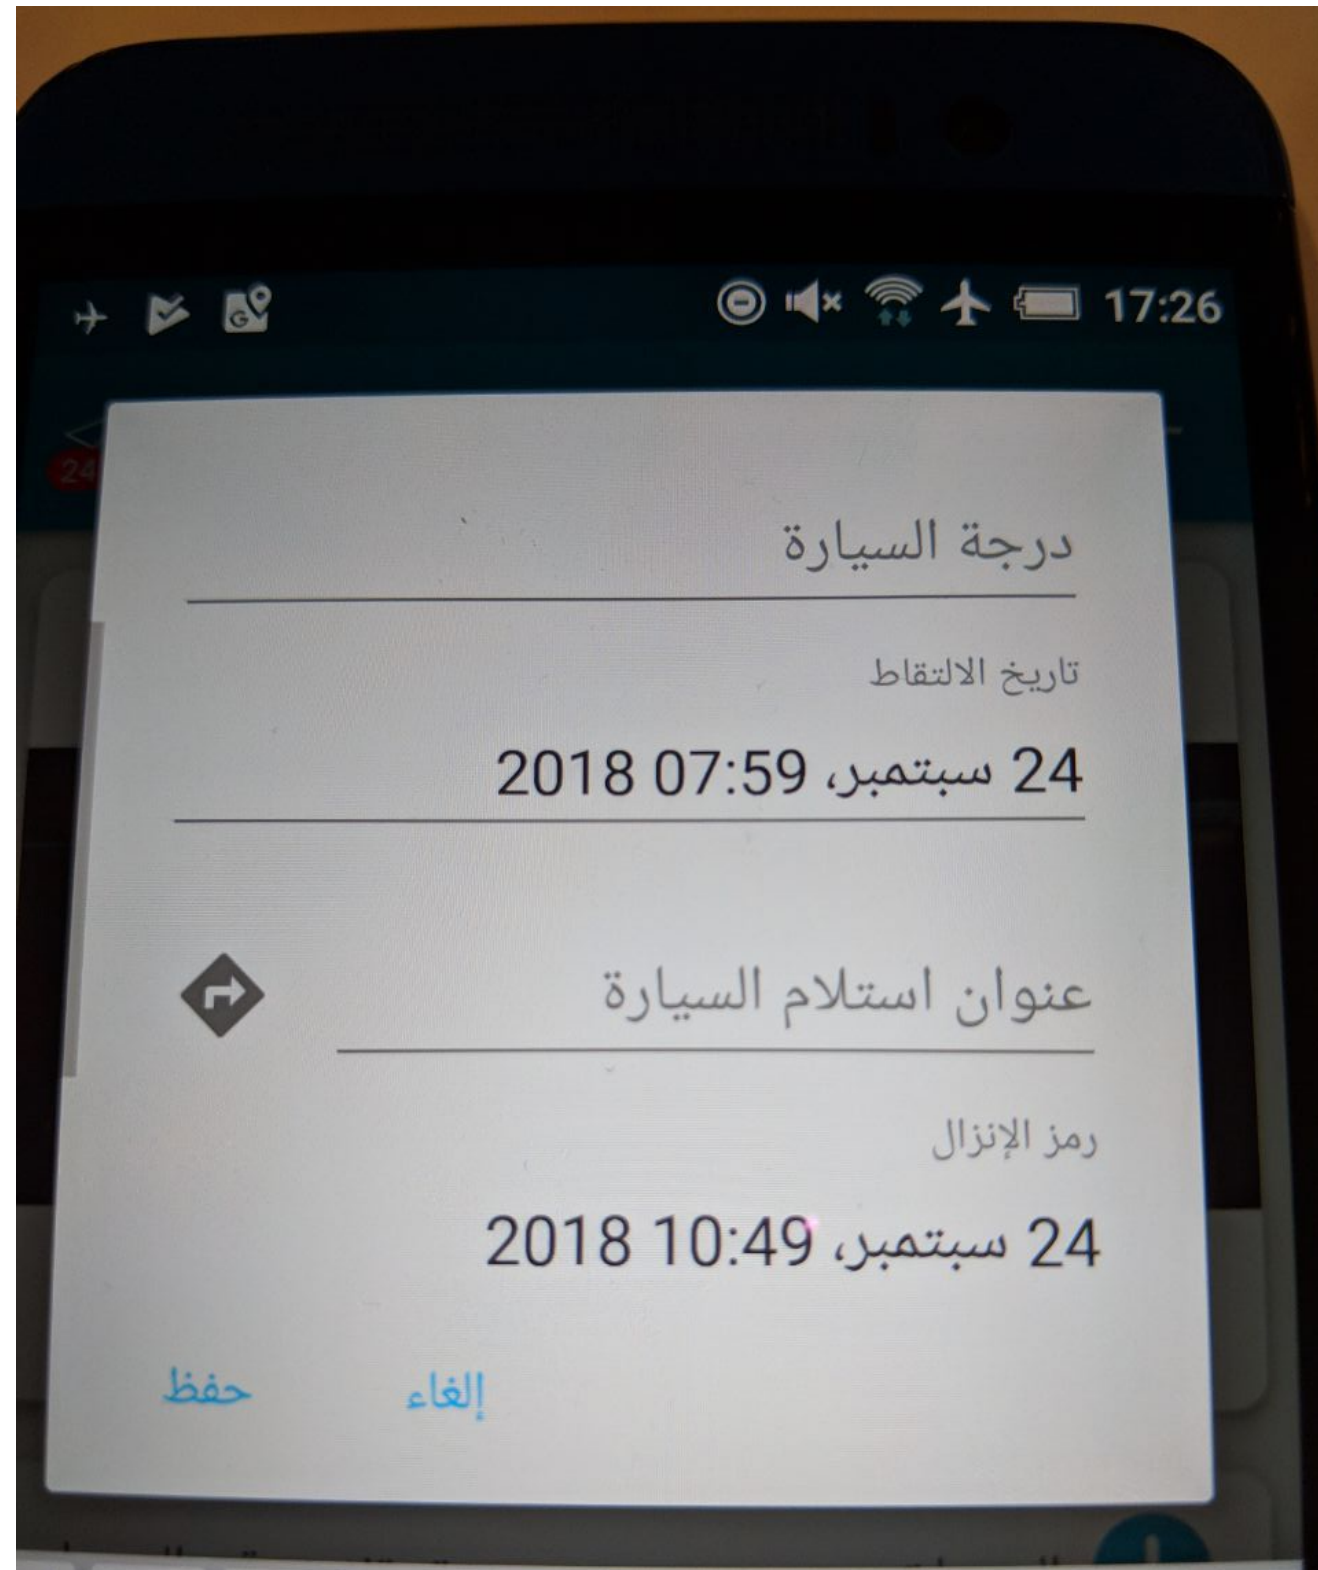 17:26
24
درجة السيارة
تاريخ الالتقاط
24 سبتمبر، 2018 07:59
عنوان استلام السيارة
رمز الإنزال
24 سبتمبر، 2018 10:49
إلغاء
حفظ